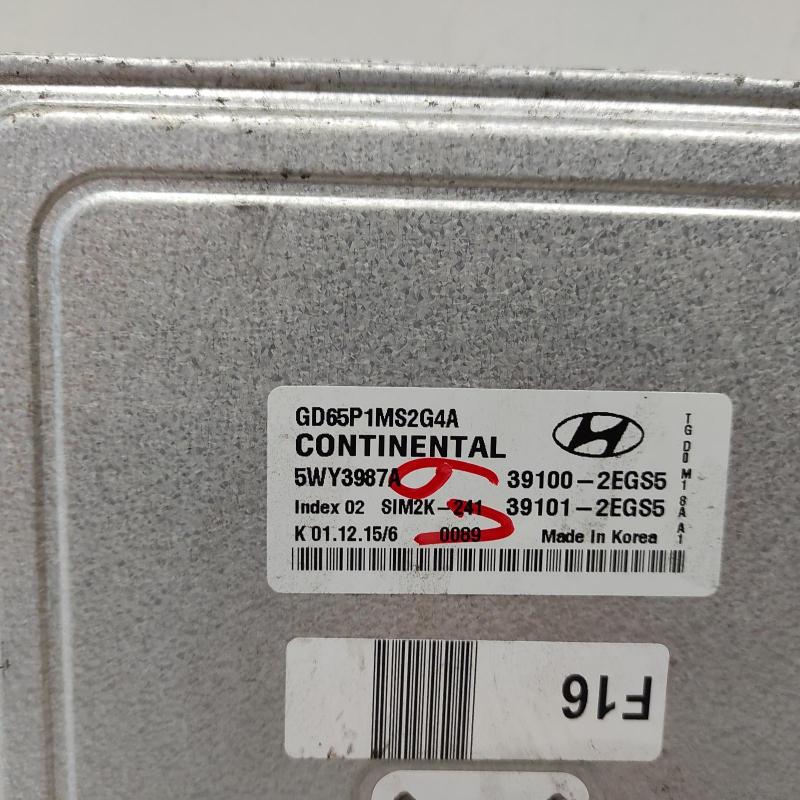 GD65P1MS2G4A
CONTINENTAL
5WY3987A 39100-2EGS5
Index 02 SIM2K-241 39101-2EGS5
K 01.12.15/6 0089 Made In Korea
TG D0 M1 8A A1
F16